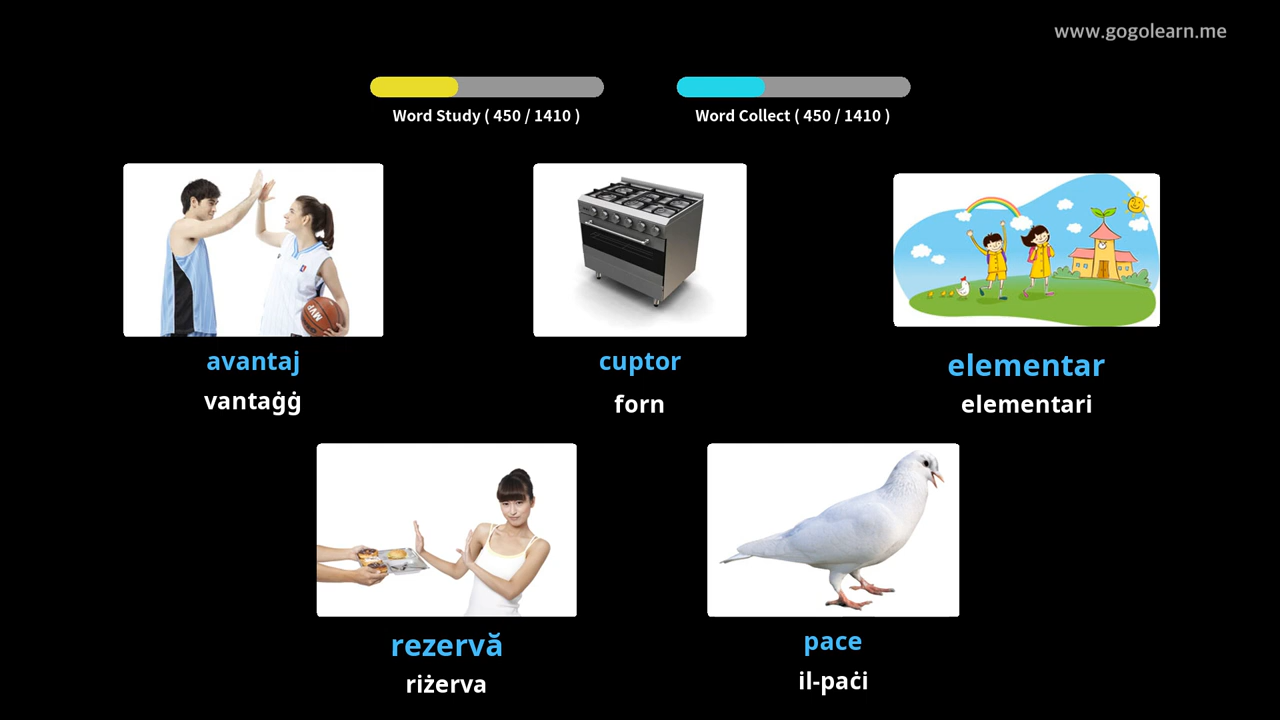 www.gogolearn.me
Word Study ( 450 / 1410 )
Word Collect ( 450 / 1410 )
MVP
avantaj
vantaġġ
cuptor
forn
elementar
elementari
rezervă
riżerva
pace
il-paċi